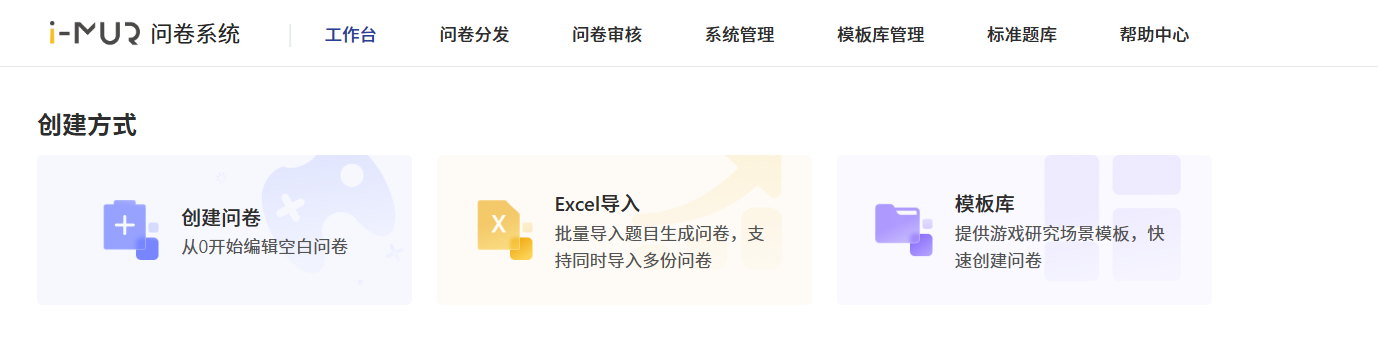 i-MUR 问卷系统 工作台 问卷分发 问卷审核 系统管理 模板库管理 标准题库 帮助中心
创建方式
创建问卷
从0开始编辑空白问卷
X
Excel导入
批量导入题目生成问卷，支
持同时导入多份问卷
模板库
提供游戏研究场景模板，快
速创建问卷